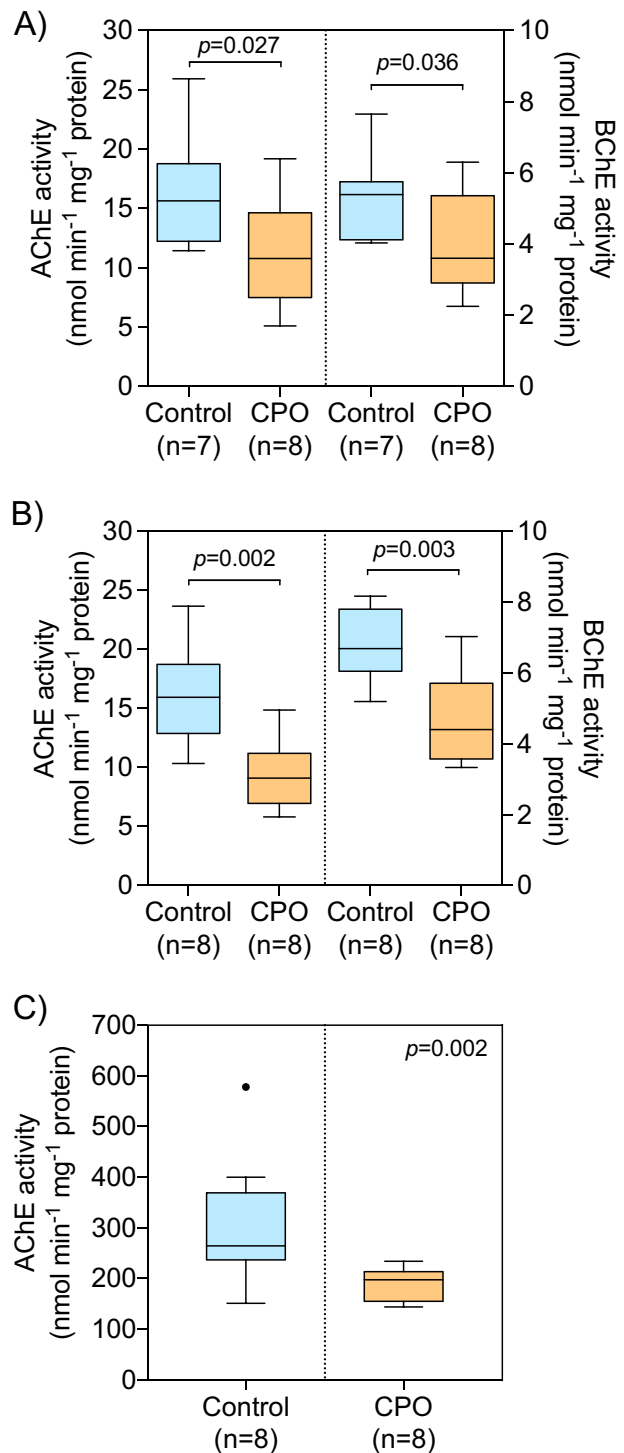 A)
p=0.027
p=0.036
30
25
20
15
10
5
0
10
8
6
4
2
0
AChE activity
(nmol min⁻¹ mg⁻¹ protein)
BChE activity
(nmol min⁻¹ mg⁻¹ protein)
Control CPO Control CPO
(n=7) (n=8) (n=7) (n=8)
B)
p=0.002
p=0.003
30
25
20
15
10
5
0
10
8
6
4
2
0
AChE activity
(nmol min⁻¹ mg⁻¹ protein)
BChE activity
(nmol min⁻¹ mg⁻¹ protein)
Control CPO Control CPO
(n=8) (n=8) (n=8) (n=8)
C)
p=0.002
700
600
500
400
300
200
100
0
AChE activity
(nmol min⁻¹ mg⁻¹ protein)
Control CPO
(n=8) (n=8)